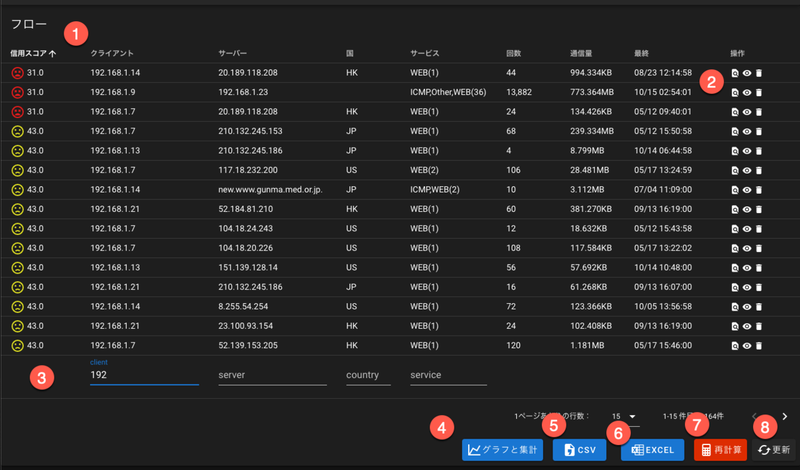 フロー
1
信用スコア↑ クライアント サーバー 国 サービス 回数 通信量 最終 操作
31.0 192.168.1.14 20.189.118.208 HK WEB(1) 44 994.334KB 08/23 12:14:58
2
31.0 192.168.1.9 192.168.1.23 ICMP,Other,WEB(36) 13,882 773.364MB 10/15 02:54:01
31.0 192.168.1.7 20.189.118.208 HK WEB(1) 24 134.426KB 05/12 09:40:01
43.0 192.168.1.7 210.132.245.153 JP WEB(1) 68 239.334MB 05/12 15:50:58
43.0 192.168.1.13 210.132.245.186 JP WEB(1) 4 8.799MB 10/14 06:44:58
43.0 192.168.1.7 117.18.232.200 US WEB(2) 106 28.481MB 05/17 13:24:59
43.0 192.168.1.14 new.www.gunma.med.or.jp. JP ICMP,WEB(2) 10 3.112MB 07/04 11:09:00
43.0 192.168.1.21 52.184.81.210 HK WEB(1) 60 381.270KB 09/13 16:19:00
43.0 192.168.1.7 104.18.24.243 US WEB(1) 12 18.632KB 05/12 15:43:58
43.0 192.168.1.7 104.18.20.226 US WEB(1) 108 117.584KB 05/17 13:22:02
43.0 192.168.1.13 151.139.128.14 US WEB(1) 56 57.692KB 10/14 10:48:00
43.0 192.168.1.21 210.132.245.186 JP WEB(1) 16 61.268KB 09/13 16:07:00
43.0 192.168.1.14 8.255.54.254 US WEB(1) 72 123.366KB 10/05 13:56:58
43.0 192.168.1.21 23.100.93.154 HK WEB(1) 24 102.408KB 09/13 16:19:00
43.0 192.168.1.7 52.139.153.205 HK WEB(1) 120 1.181MB 05/17 15:46:00
client
3 192 server country service
1ページあ の行数： 15 1-15 件 164件
4 5 6 7 8
グラフと集計 CSV EXCEL 再計算 更新